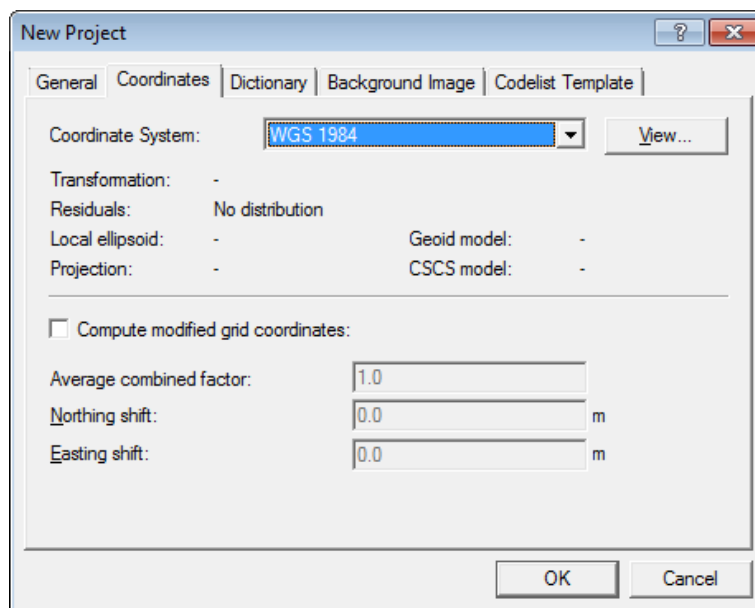 New Project
General Coordinates Dictionary Background Image Codelist Template
Coordinate System: WGS 1984 View...
Transformation: -
Residuals: No distribution
Local ellipsoid: - Geoid model: -
Projection: - CSCS model: -
Compute modified grid coordinates:
Average combined factor: 1.0
Northing shift: 0.0 m
Easting shift: 0.0 m
OK Cancel